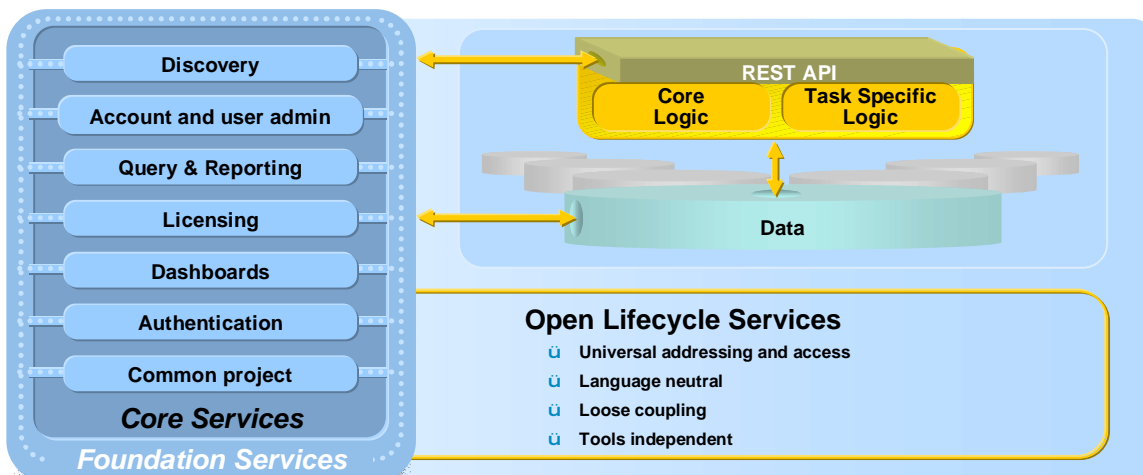 Discovery
Account and user admin
Query & Reporting
Licensing
Dashboards
Authentication
Common project
Core Services
Foundation Services
REST API
Core
Logic
Task Specific
Logic
Data
Open Lifecycle Services
ü Universal addressing and access
ü Language neutral
ü Loose coupling
ü Tools independent